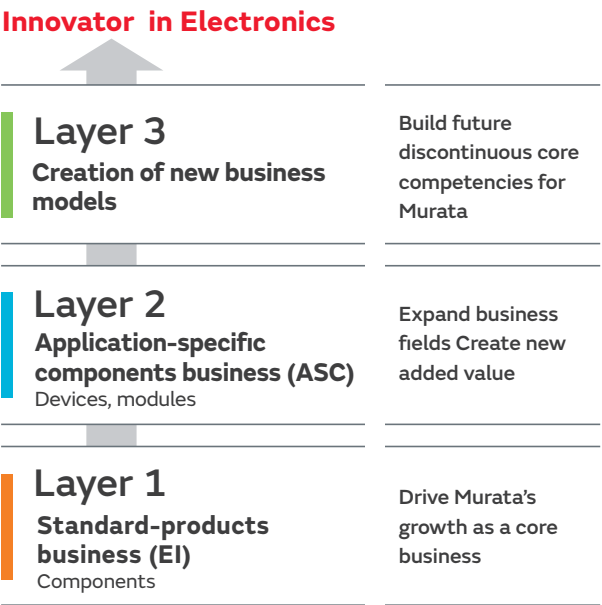 Innovator in Electronics
Layer 3
Creation of new business
models
Build future
discontinuous core
competencies for
Murata
Layer 2
Application-specific
components business (ASC)
Devices, modules
Expand business
fields Create new
added value
Layer 1
Standard-products
business (EI)
Components
Drive Murata’s
growth as a core
business